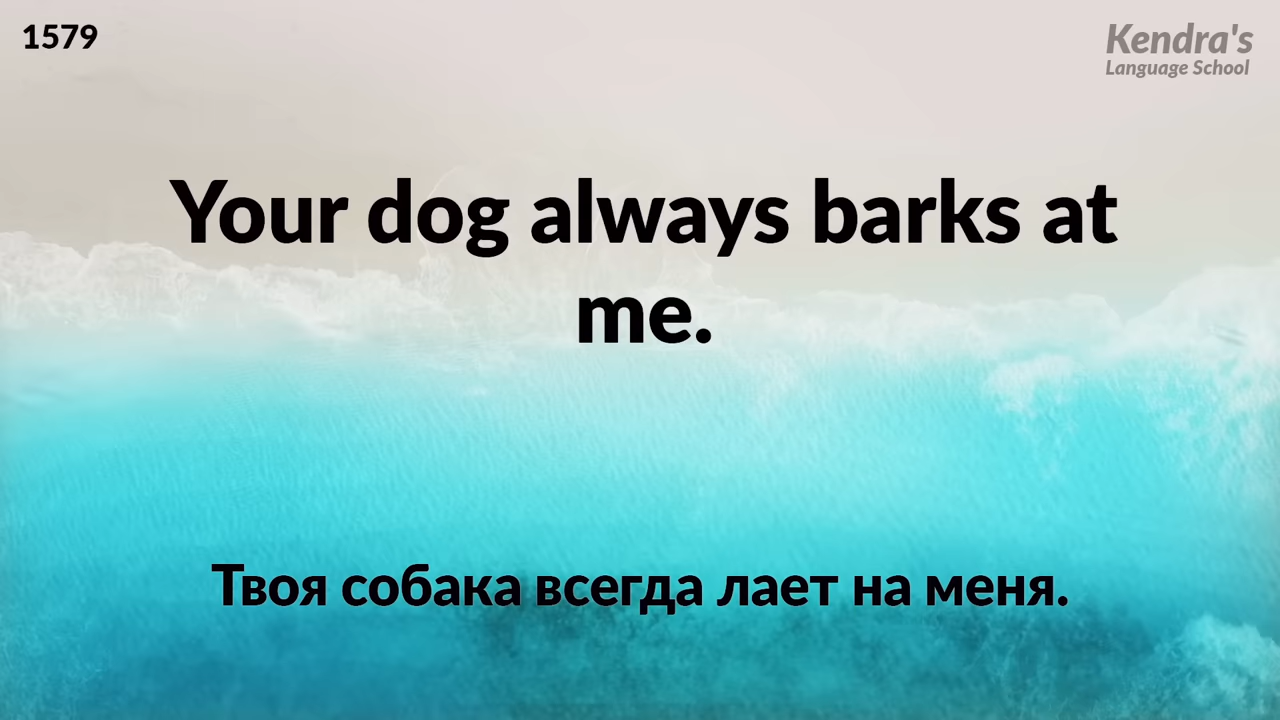 1579
Kendra's
Language School
Your dog always barks at
me.
Твоя собака всегда лает на меня.